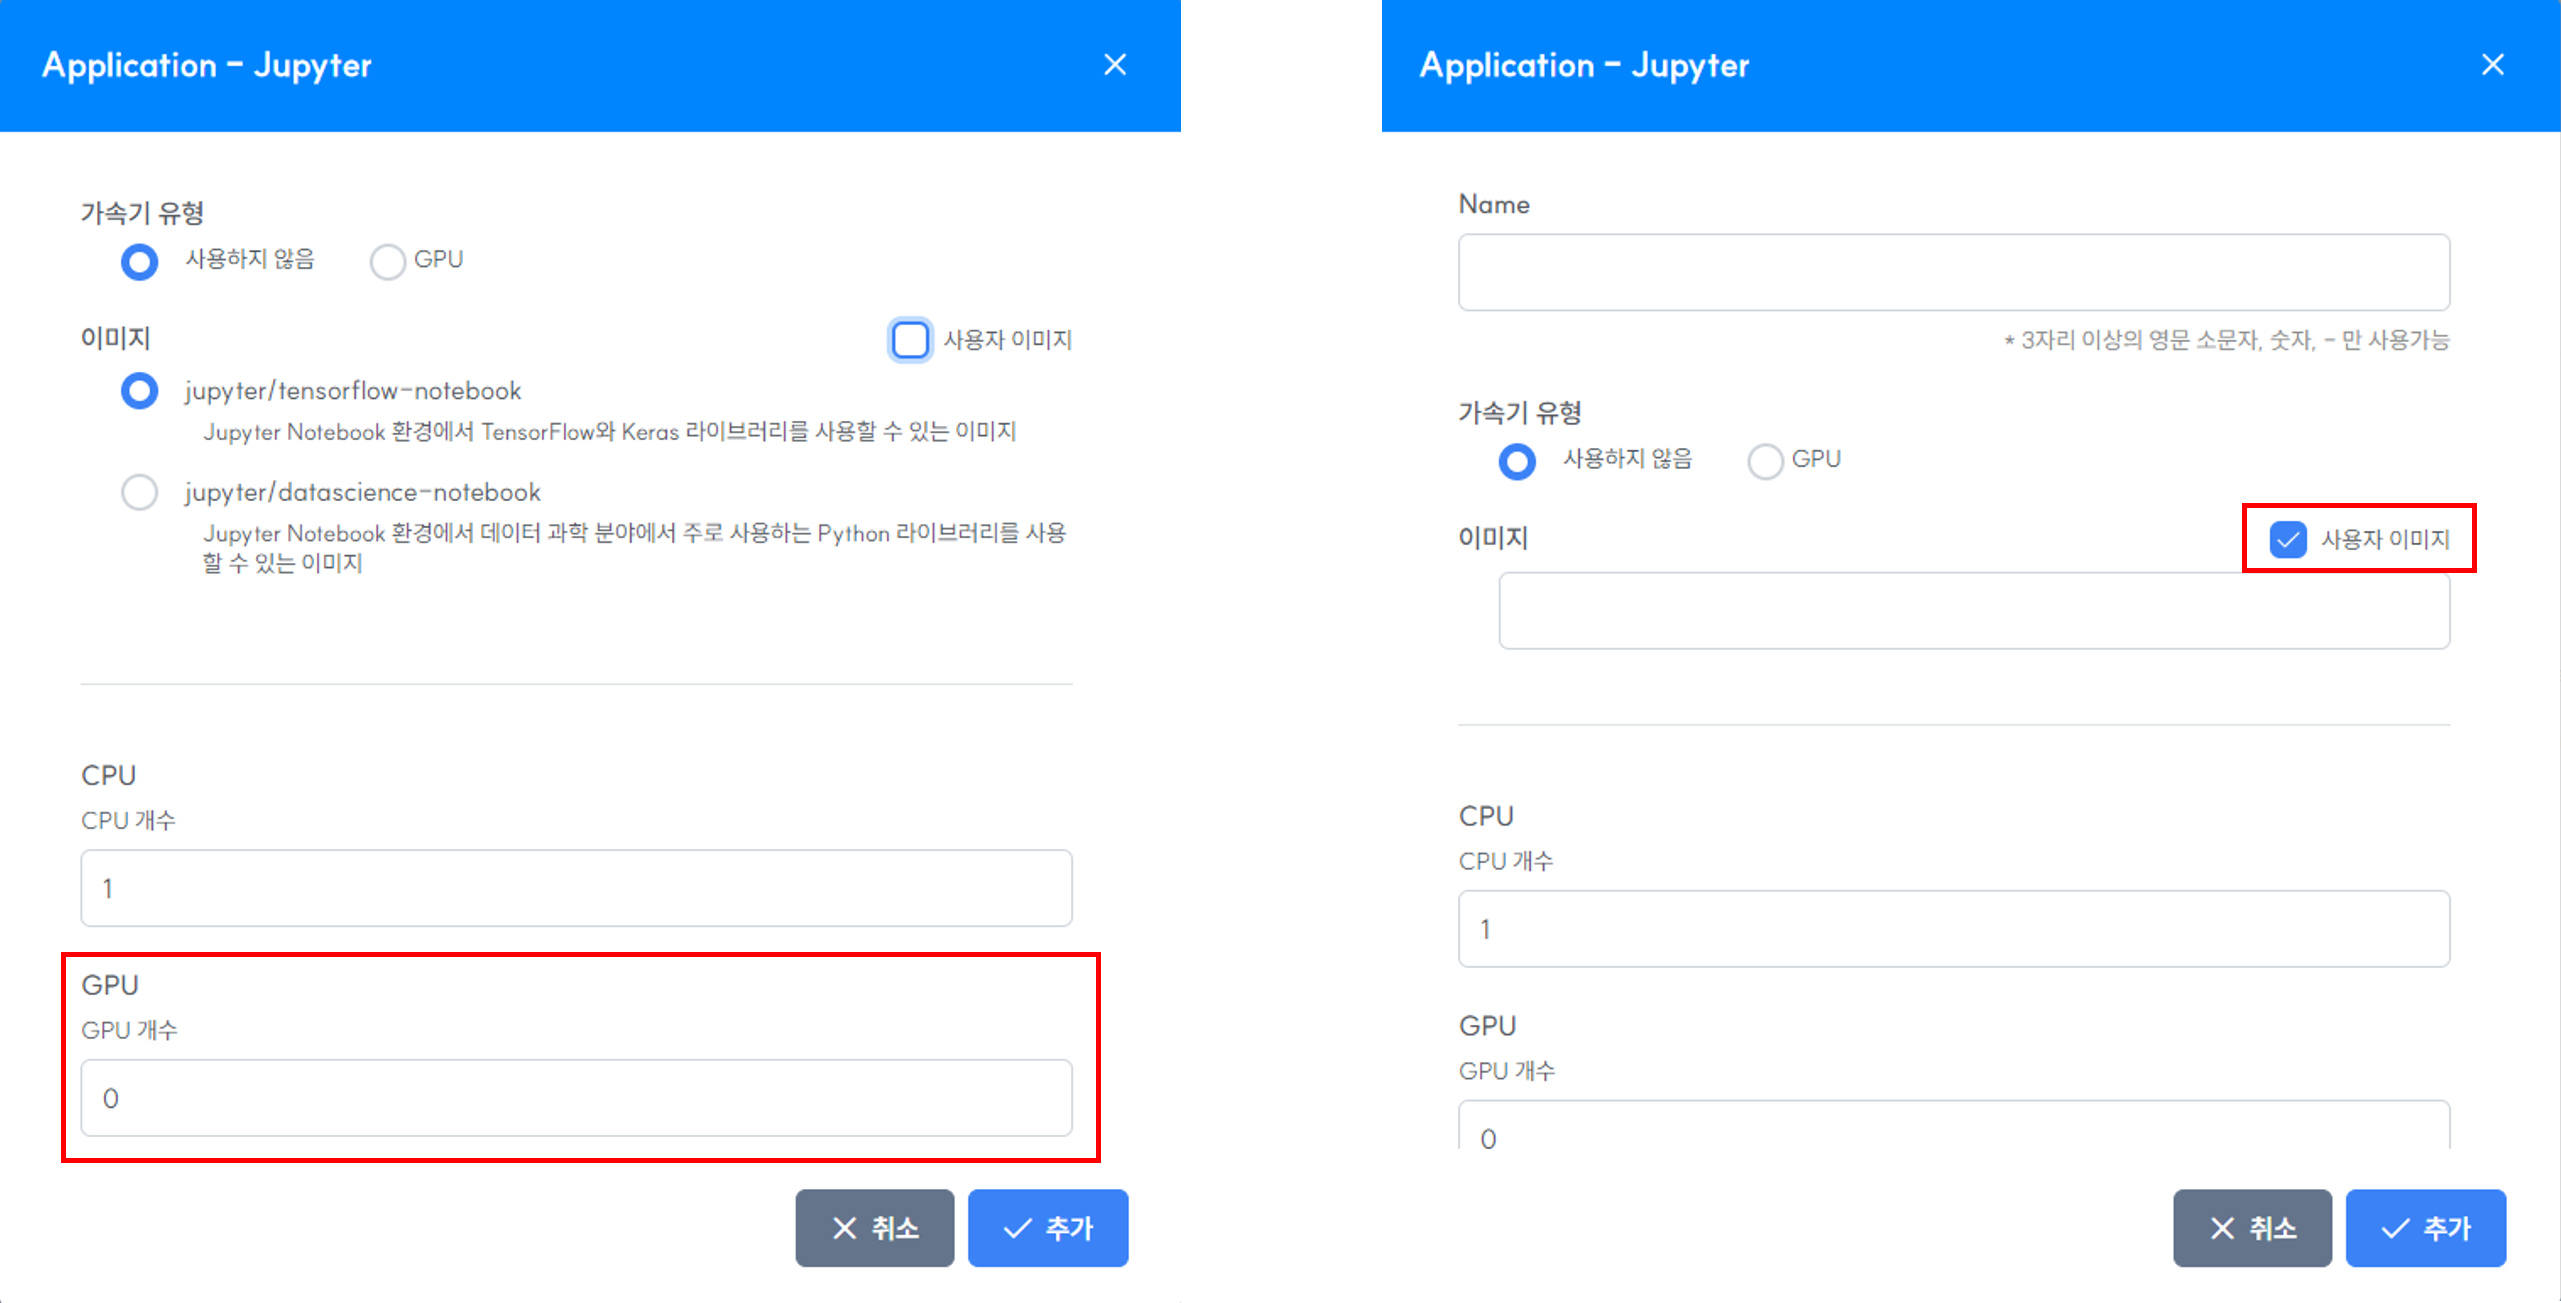 Application - Jupyter
가속기 유형
사용하지 않음
GPU
이미지
사용자 이미지
jupyter/tensorflow-notebook
Jupyter Notebook 환경에서 TensorFlow와 Keras 라이브러리를 사용할 수 있는 이미지
jupyter/datascience-notebook
Jupyter Notebook 환경에서 데이터 과학 분야에서 주로 사용하는 Python 라이브러리를 사용
할 수 있는 이미지
CPU
CPU 개수
1
GPU
GPU 개수
0
취소
추가
Application - Jupyter
Name
* 3자리 이상의 영문 소문자, 숫자, - 만 사용가능
가속기 유형
사용하지 않음
GPU
이미지
사용자 이미지
CPU
CPU 개수
1
GPU
GPU 개수
0
취소
추가